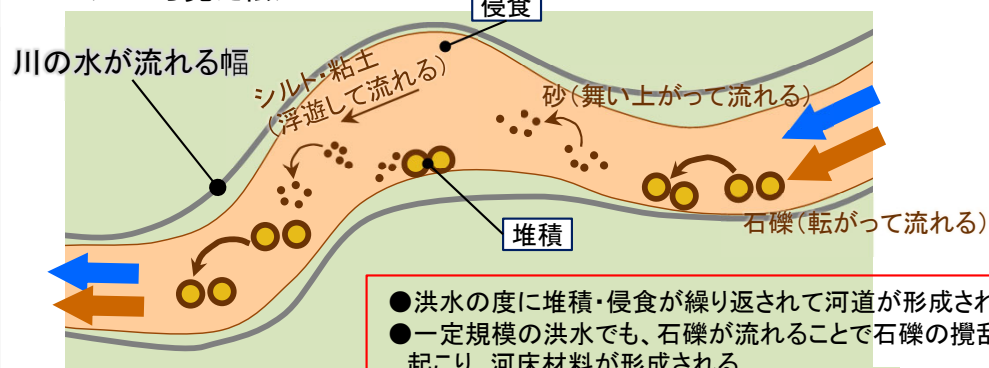 侵食
川の水が流れる幅
シルト・粘土
(浮遊して流れる)
砂(舞い上がって流れる)
石礫(転がって流れる)
堆積
●洪水の度に堆積・侵食が繰り返されて河道が形成され
●一定規模の洪水でも、石礫が流れることで石礫の攪乱
起こり、河床材料が形成される